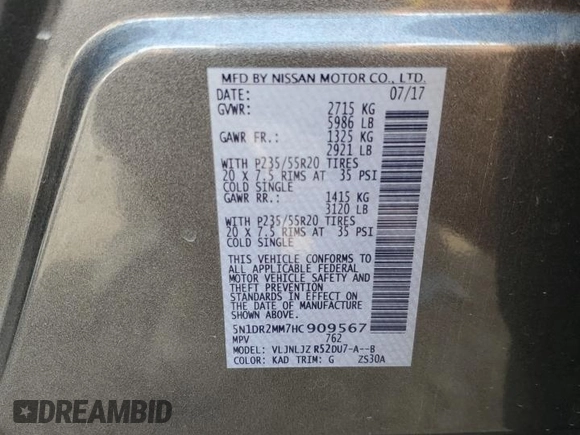 MFD BY NISSAN MOTOR CO., LTD.
DATE: 07/17
GVWR: 2715 KG
5986 LB
GAWR FR.: 1325 KG
2921 LB
WITH P235/55R20 TIRES
20 X 7.5 RIMS AT 35 PSI
COLD SINGLE
GAWR RR.: 1415 KG
3120 LB
WITH P235/55R20 TIRES
20 X 7.5 RIMS AT 35 PSI
COLD SINGLE
THIS VEHICLE CONFORMS TO
ALL APPLICABLE FEDERAL
MOTOR VEHICLE SAFETY AND
THEFT PREVENTION
STANDARDS IN EFFECT ON
THE DATE OF MANUFACTURE
SHOWN ABOVE.
5N1DR2MM7HC909567
MPV 762
MODEL: VLJNLJZ R52DU7-A--B
COLOR: KAD TRIM: G ZS30A
DREAMBID